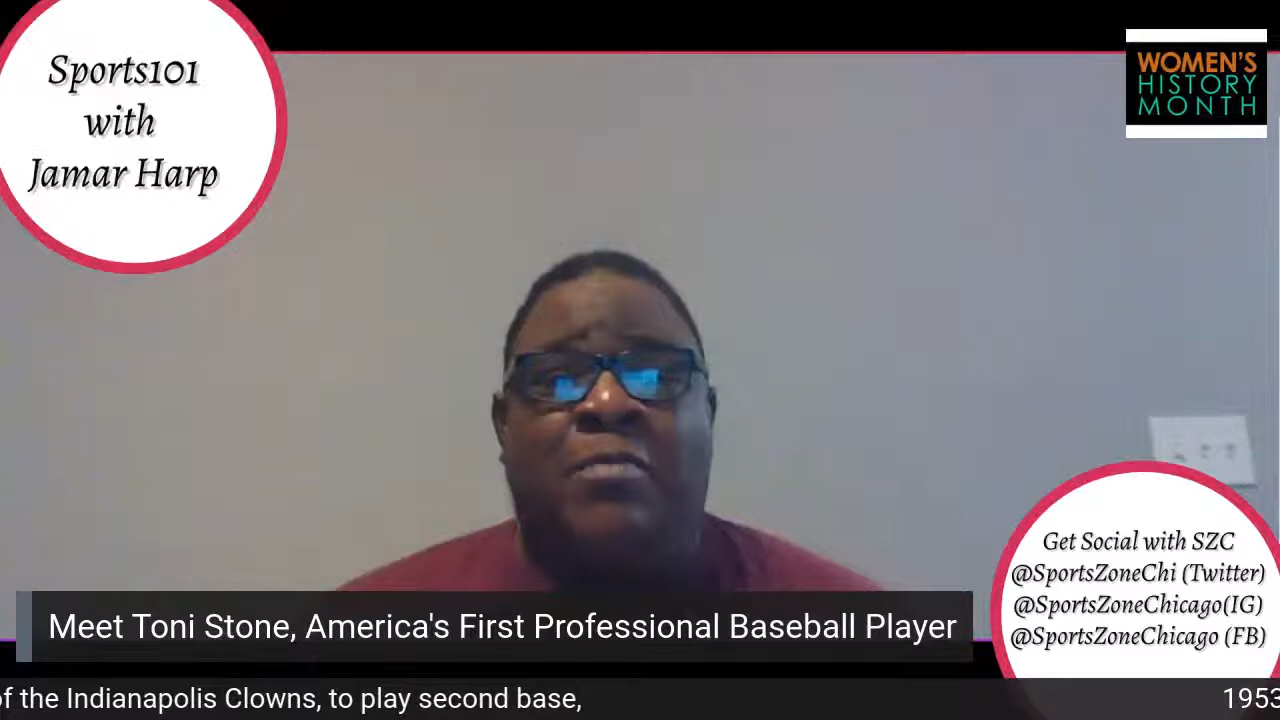 Sports101
with
Jamar Harp
WOMEN'S
HISTORY
MONTH
Get Social with SZC
@SportsZoneChi (Twitter)
@SportsZoneChicago(IG)
@SportsZoneChicago (FB)
Meet Toni Stone, America's First Professional Baseball Player
of the Indianapolis Clowns, to play second base, 1953